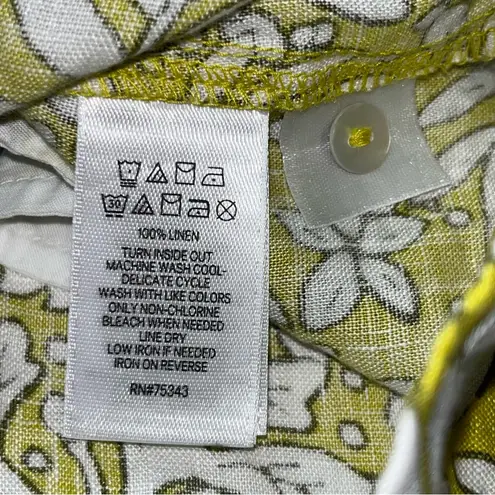 30
100% LINEN
TURN INSIDE OUT
MACHINE WASH COOL-
DELICATE CYCLE
WASH WITH LIKE COLORS
ONLY NON-CHLORINE
BLEACH WHEN NEEDED
LINE DRY
LOW IRON IF NEEDED
IRON ON REVERSE
RN#75343